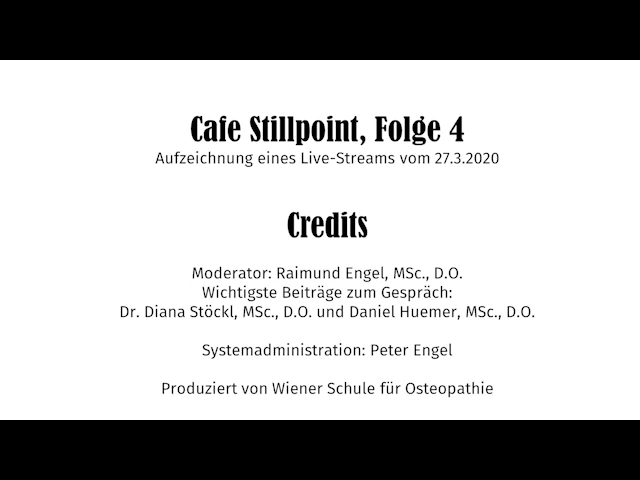 Cafe Stillpoint, Folge 4
Aufzeichnung eines Live-Streams vom 27.3.2020
Credits
Moderator: Raimund Engel, MSc., D.O.
Wichtigste Beiträge zum Gespräch:
Dr. Diana Stöckl, MSc., D.O. und Daniel Huemer, MSc., D.O.
Systemadministration: Peter Engel
Produziert von Wiener Schule für Osteopathie